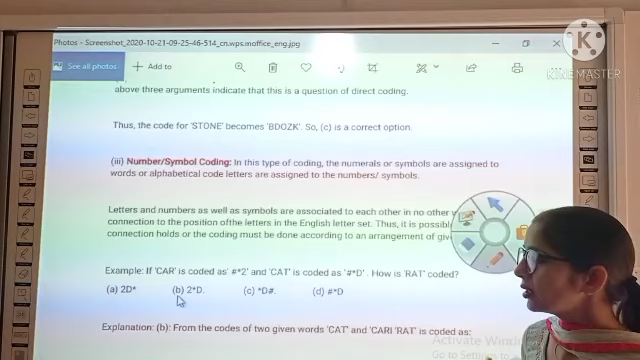 Photos - Screenshot_2020-10-21-09-25-46-514_cn.wps.moffice_eng.jpg
See all photos
Add to
KINEMASTER
above three arguments indicate that this is a question of direct coding.
Thus, the code for 'STONE' becomes 'BDOZK'. So, (c) is a correct option.
(iii) Number/Symbol Coding: In this type of coding, the numerals or symbols are assigned to
words or alphabetical code letters are assigned to the numbers/ symbols.
Letters and numbers as well as symbols are associated to each other in no other
connection to the position ofthe letters in the English letter set. Thus, it is possibl
connection holds or the coding must be done according to an arrangement of giv
Example: If 'CAR' is coded as' #*2' and 'CAT' is coded as '#*D'. How is 'RAT' coded?
(a) 2D* (b) 2*D. (c) *D#. (d) #*D
Explanation: (b): From the codes of two given words 'CAT' and 'CARI 'RAT' is coded as:
Activate Windo
Go to Settings to